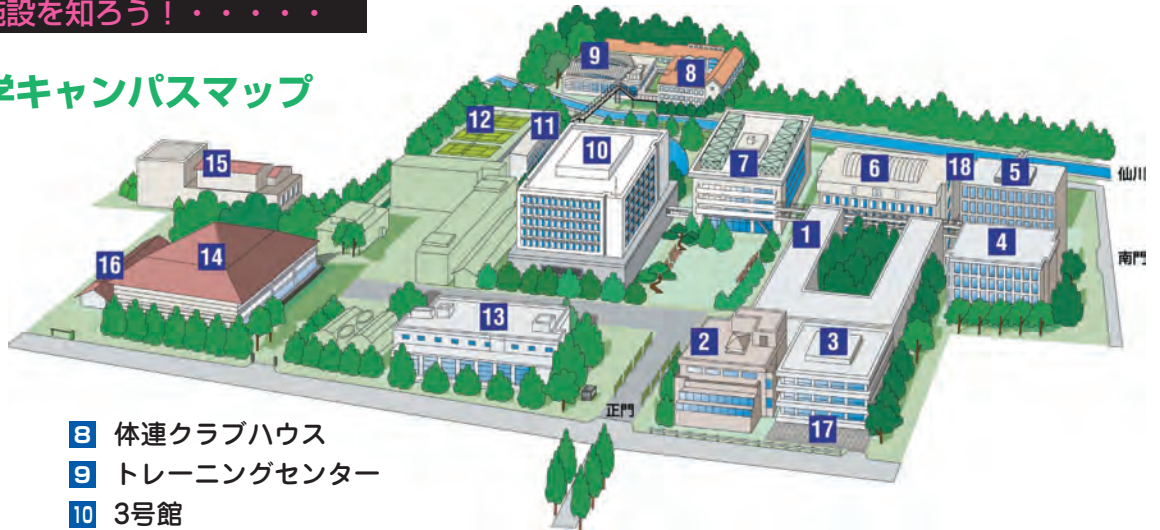 施設を知ろう！・・・・・
学キャンパスマップ
9
8
12
11
10
7
6
18
5
仙川
15
1
4
南門
16
14
13
2
3
正門
17
8 体連クラブハウス
9 トレーニングセンター
10 3号館